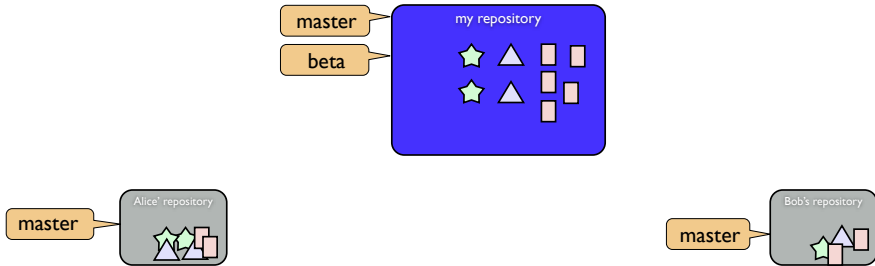 master
my repository
beta
Alice' repository
master
Bob's repository
master